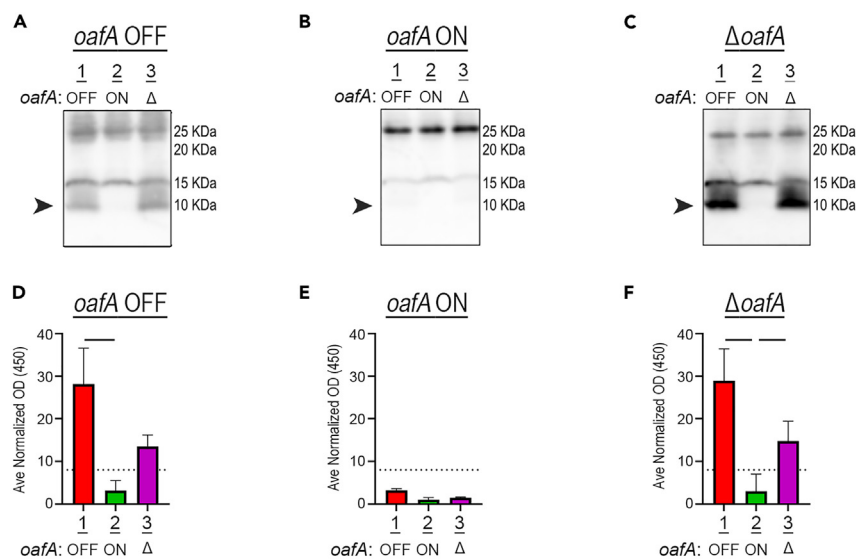 A
oafA OFF
1 2 3
oafA: OFF ON Δ
25 KDa
20 KDa
15 KDa
10 KDa
B
oafA ON
1 2 3
oafA: OFF ON Δ
25 KDa
20 KDa
15 KDa
10 KDa
C
ΔoafA
1 2 3
oafA: OFF ON Δ
25 KDa
20 KDa
15 KDa
10 KDa
D
oafA OFF
Ave Normalized OD (450)
40
30
20
10
0
1 2 3
oafA: OFF ON Δ
E
oafA ON
Ave Normalized OD (450)
40
30
20
10
0
1 2 3
oafA: OFF ON Δ
F
ΔoafA
Ave Normalized OD (450)
40
30
20
10
0
1 2 3
oafA: OFF ON Δ